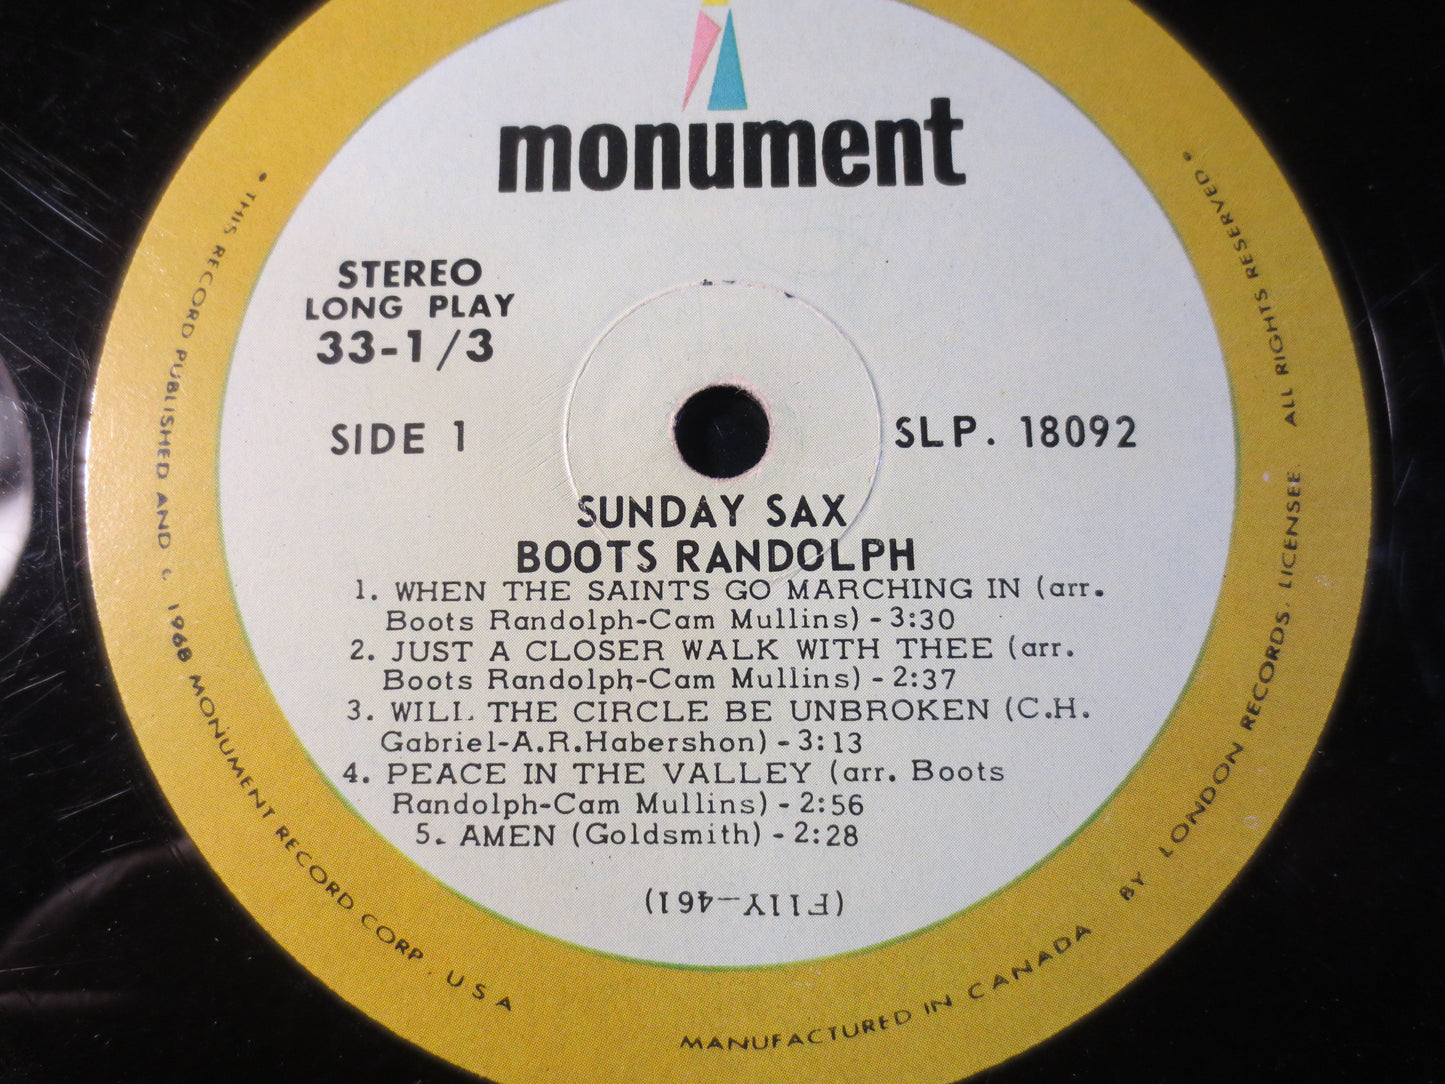 monument
STEREO
LONG PLAY
33-1/3
SIDE 1
SLP. 18092
SUNDAY SAX
BOOTS RANDOLPH
1. WHEN THE SAINTS GO MARCHING IN (arr.
Boots Randolph-Cam Mullins) - 3:30
2. JUST A CLOSER WALK WITH THEE (arr.
Boots Randolph-Cam Mullins) - 2:37
3. WILL THE CIRCLE BE UNBROKEN (C.H.
Gabriel-A.R.Habershon) - 3:13
4. PEACE IN THE VALLEY (arr. Boots
Randolph-Cam Mullins) - 2:56
5. AMEN (Goldsmith) - 2:28
(F11Y-461)
• THIS RECORD PUBLISHED AND C. 1968 MONUMENT RECORD CORP. USA
MANUFACTURED IN CANADA BY LONDON RECORDS, LICENSEE. ALL RIGHTS RESERVED •